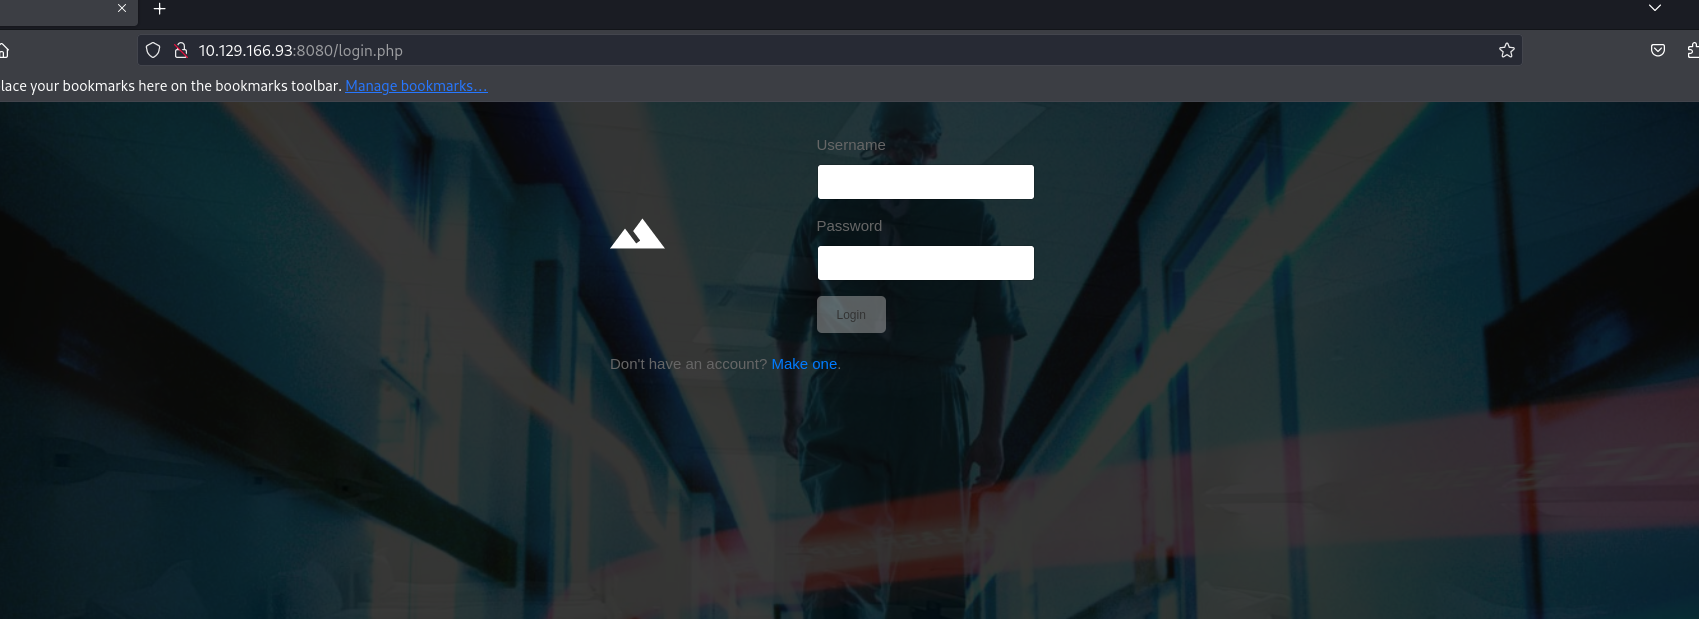 10.129.166.93:8080/login.php
lace your bookmarks here on the bookmarks toolbar. Manage bookmarks…
Username
Password
Login
Don't have an account? Make one.